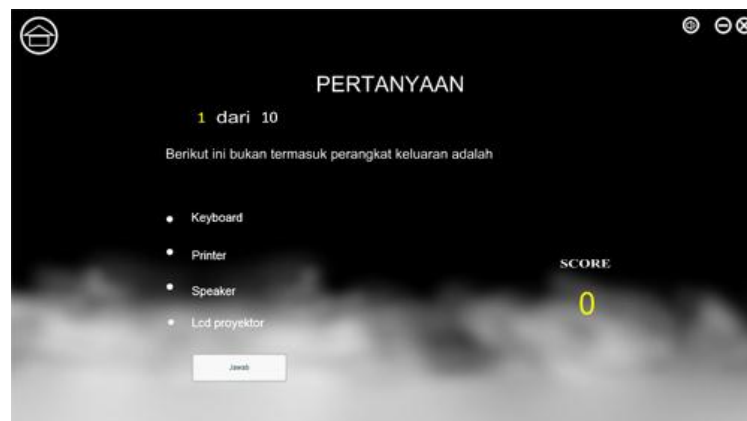 PERTANYAAN
1 dari 10
Berikut ini bukan termasuk perangkat keluaran adalah
Keyboard
Printer
Speaker
Lcd proyektor
SCORE
0
Jawab